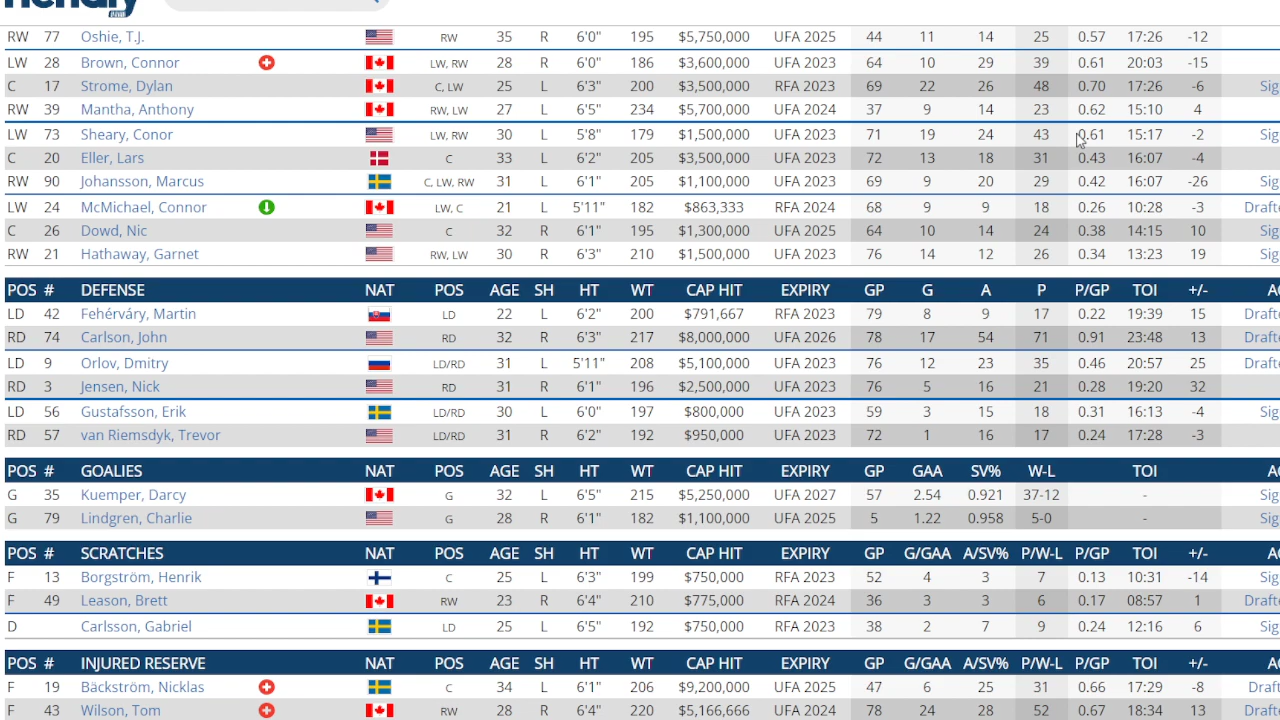 RW 77 Oshie, T.J. RW 35 R 6'0" 195 $5,750,000 UFA 2025 44 11 14 25 0.57 17:26 -12
LW 28 Brown, Connor LW, RW 28 R 6'0" 186 $3,600,000 UFA 2023 64 10 29 39 0.61 20:03 -15
C 17 Strome, Dylan C, LW 25 L 6'3" 200 $3,500,000 RFA 2023 69 22 26 48 0.70 17:26 -6 Sig
RW 39 Mantha, Anthony RW, LW 27 L 6'5" 234 $5,700,000 UFA 2024 37 9 14 23 0.62 15:10 4
LW 73 Sheary, Conor LW, RW 30 L 5'8" $1,500,000 UFA 2023 71 19 24 43 0.61 15:17 -2 Sig
C 20 Eller, Lars C 33 L 6'2" 205 $3,500,000 UFA 2023 72 13 18 31 0.43 16:07 -4
RW 90 Johansson, Marcus C, LW, RW 31 L 6'1" 205 $1,100,000 UFA 2023 69 9 20 29 0.42 16:07 -26 Sig
LW 24 McMichael, Connor LW, C 21 L 5'11" 182 $863,333 RFA 2024 68 9 9 18 0.26 10:28 -3 Drafte
C 26 Dowd, Nic C 32 R 6'1" $1,300,000 UFA 2025 64 10 14 24 0.38 14:15 10 Sig
RW 21 Hathaway, Garnet RW, LW 30 R 6'3" 210 $1,500,000 UFA 2023 76 14 12 26 0.34 13:23 19 Sig
POS # DEFENSE NAT POS AGE SH HT WT CAP HIT EXPIRY GP G A P P/GP TOI +/- AC
LD 42 Fehérváry, Martin LD 22 L 6'2" 200 $791,667 RFA 2023 79 8 9 17 0.22 19:39 15 Drafte
RD 74 Carlson, John RD 32 R 6'3" 217 $8,000,000 UFA 2026 78 17 54 71 0.91 23:48 13 Drafte
LD 9 Orlov, Dmitry LD/RD 31 L 5'11" $5,100,000 UFA 2023 76 12 23 35 0.46 20:57 25 Drafte
RD 3 Jensen, Nick RD 31 R 6'1" 196 $2,500,000 UFA 2023 76 5 16 21 0.28 19:20 32
LD 56 Gustafsson, Erik LD/RD 30 L 6'0" 197 $800,000 UFA 2023 59 3 15 18 0.31 16:13 -4 Sig
RD 57 van Riemsdyk, Trevor LD/RD 31 R 6'2" 192 $950,000 UFA 2023 72 1 16 17 0.24 17:28 -3 Sig
POS # GOALIES NAT POS AGE SH HT WT CAP HIT EXPIRY GP GAA SV% W-L TOI AC
G 35 Kuemper, Darcy G 32 L 6'5" 215 $5,250,000 UFA 2027 57 2.54 0.921 37-12 - Sig
G 79 Lindgren, Charlie G 28 R 6'1" 182 $1,100,000 UFA 2025 5 1.22 0.958 5-0 - Sig
POS # SCRATCHES NAT POS AGE SH HT WT CAP HIT EXPIRY GP G/GAA A/SV% P/W-L P/GP TOI +/- AC
F 13 Borgström, Henrik C 25 L 6'3" 199 $750,000 RFA 2023 52 4 3 7 0.13 10:31 -14 Sig
F 49 Leason, Brett RW 23 R 6'4" 210 $775,000 RFA 2024 36 3 3 6 0.17 08:57 1 Drafte
D Carlsson, Gabriel LD 25 L 6'5" 192 $750,000 RFA 2023 38 2 7 9 0.24 12:16 6 Sig
POS # INJURED RESERVE NAT POS AGE SH HT WT CAP HIT EXPIRY GP G/GAA A/SV% P/W-L P/GP TOI +/- AC
F 19 Bäckström, Nicklas C 34 L 6'1" 206 $9,200,000 UFA 2025 47 6 25 31 0.66 17:29 -8 Draft
F 43 Wilson, Tom RW 28 R 6'4" 220 $5,166,666 UFA 2024 78 24 28 52 0.67 18:34 13 Draft